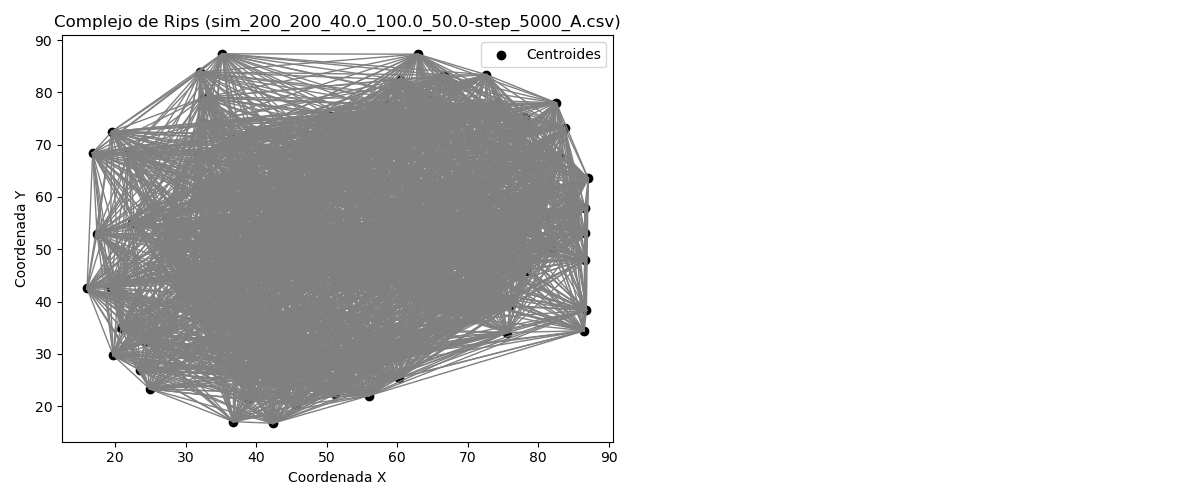 Complejo de Rips (sim_200_200_40.0_100.0_50.0-step_5000_A.csv)
90
80
70
60
50
40
30
20
Coordenada Y
Centroides
20 30 40 50 60 70 80 90
Coordenada X